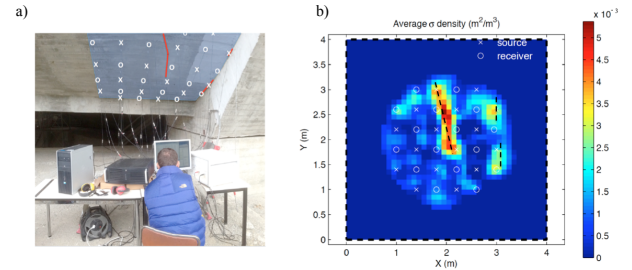 a)
b)
Average σ density (m²/m³)
x 10⁻³
× source
○ receiver
4
3.5
3
2.5
2
1.5
1
0.5
0
Y (m)
0 1 2 3 4
X (m)
5
4.5
4
3.5
3
2.5
2
1.5
1
0.5
0